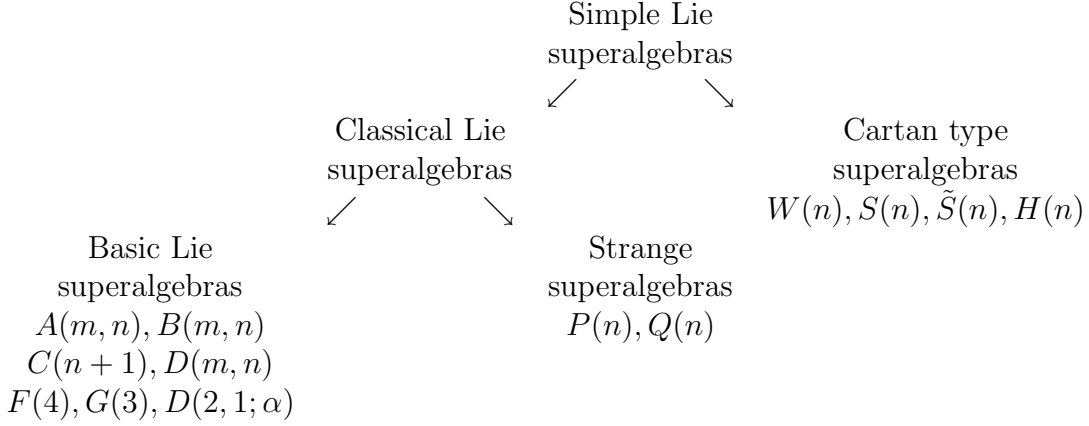 Simple Lie
superalgebras
Classical Lie
superalgebras
Cartan type
superalgebras
W(n), S(n), S̃(n), H(n)
Basic Lie
superalgebras
A(m, n), B(m, n)
C(n + 1), D(m, n)
F(4), G(3), D(2, 1; α)
Strange
superalgebras
P(n), Q(n)